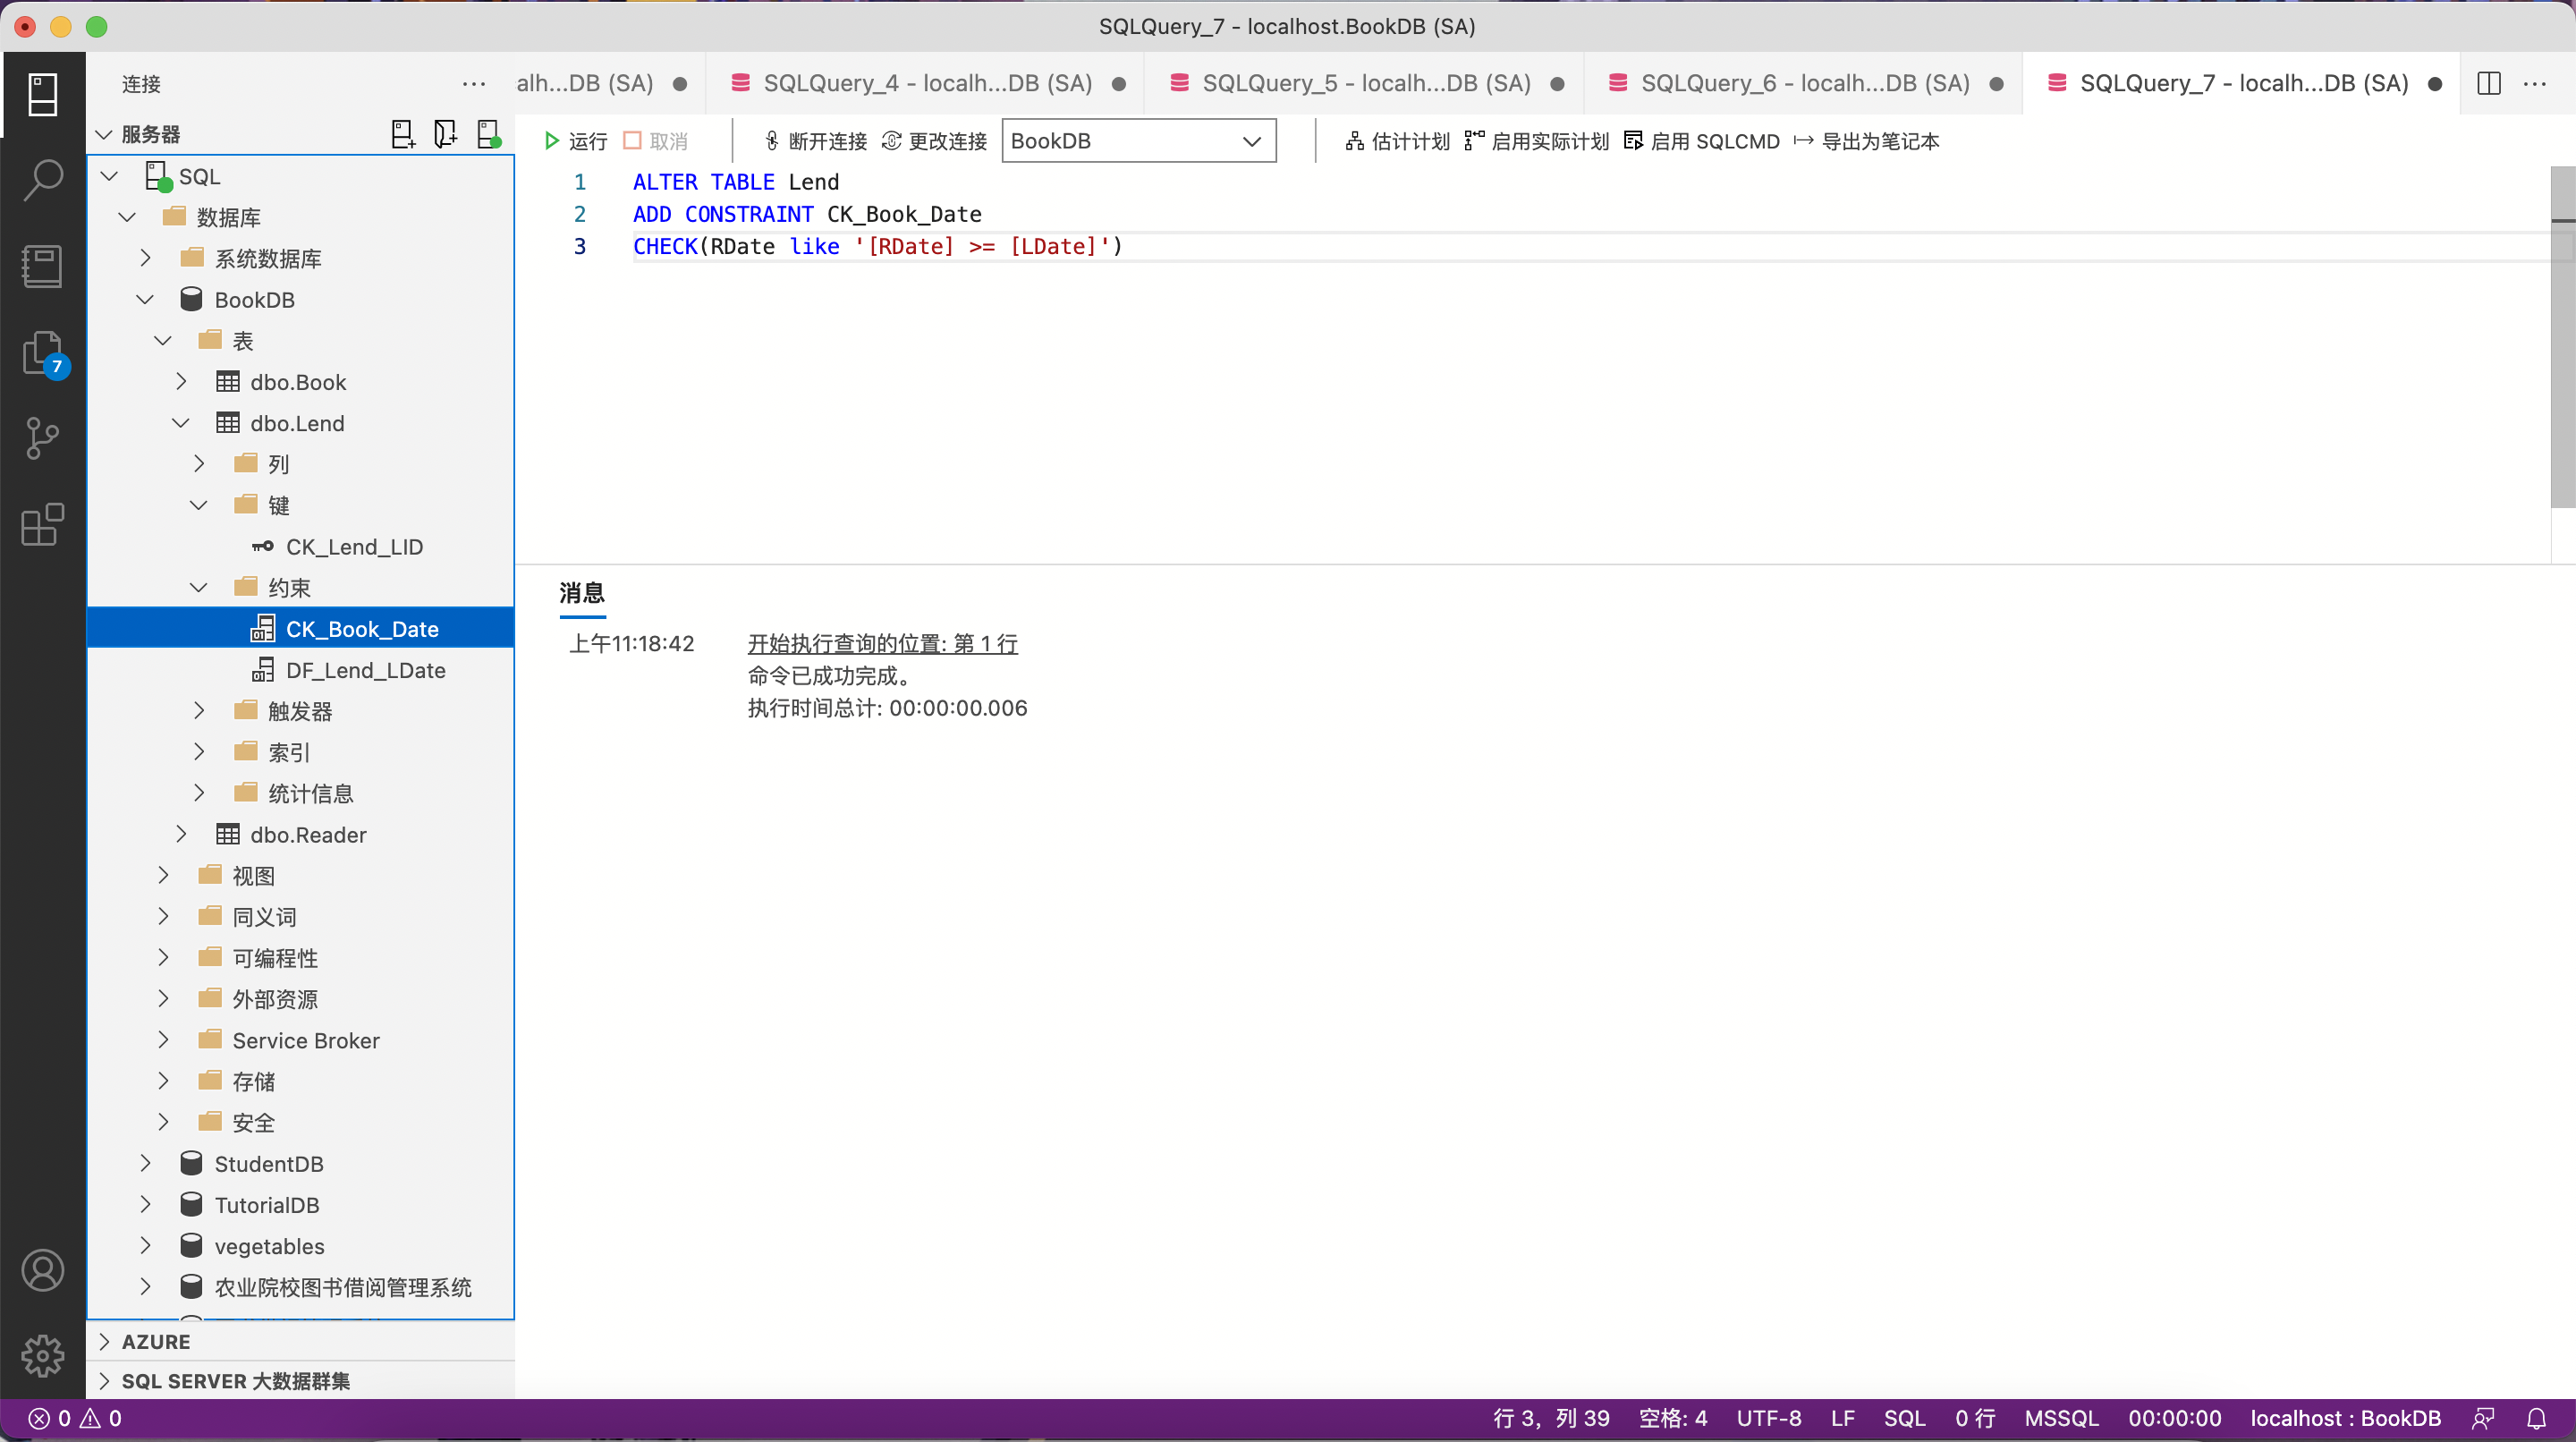 SQLQuery_7 - localhost.BookDB (SA)
连接
alh...DB (SA)
SQLQuery_4 - localh...DB (SA)
SQLQuery_5 - localh...DB (SA)
SQLQuery_6 - localh...DB (SA)
SQLQuery_7 - localh...DB (SA)
服务器
运行
取消
断开连接
更改连接
BookDB
估计计划
启用实际计划
启用 SQLCMD
导出为笔记本
SQL
数据库
系统数据库
BookDB
表
dbo.Book
dbo.Lend
列
键
CK_Lend_LID
约束
CK_Book_Date
DF_Lend_LDate
触发器
索引
统计信息
dbo.Reader
视图
同义词
可编程性
外部资源
Service Broker
存储
安全
StudentDB
TutorialDB
vegetables
农业院校图书借阅管理系统
AZURE
SQL SERVER 大数据群集
7
1 ALTER TABLE Lend
2 ADD CONSTRAINT CK_Book_Date
3 CHECK(RDate like '[RDate] >= [LDate]')
消息
上午11:18:42 开始执行查询的位置: 第 1 行
命令已成功完成。
执行时间总计: 00:00:00.006
0 0
行 3，列 39 空格: 4 UTF-8 LF SQL 0 行 MSSQL 00:00:00 localhost : BookDB